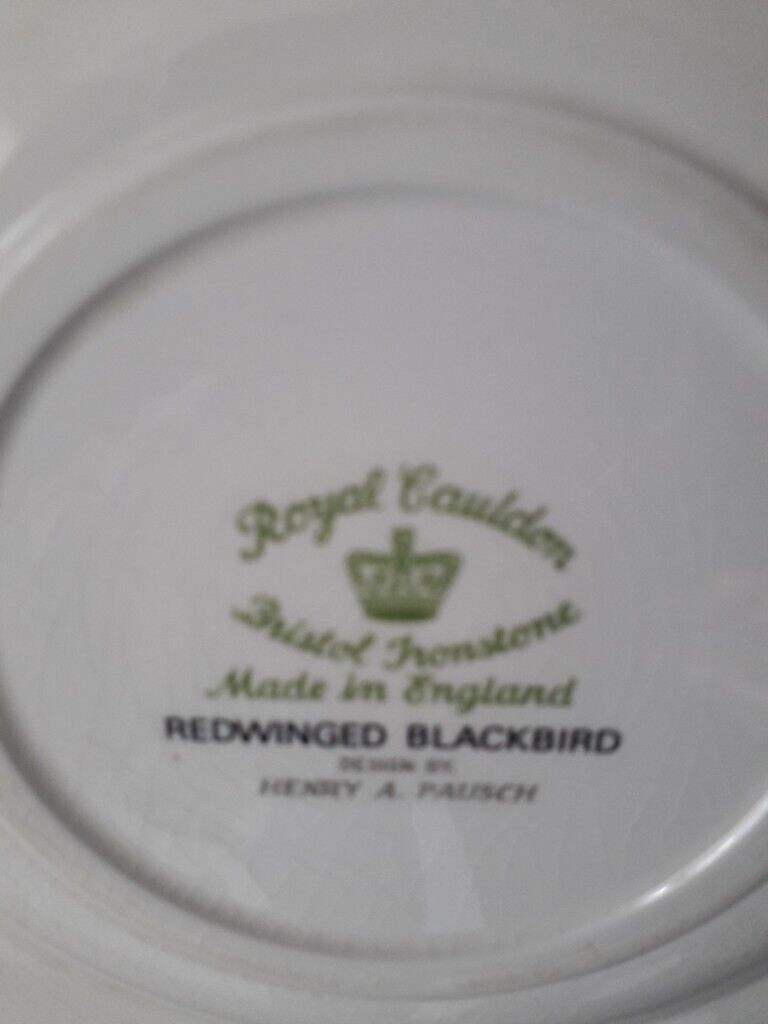 Royal Cauldon
Bristol Ironstone
Made in England
REDWINGED BLACKBIRD
DESIGN BY
HENRY A. PAUSCH